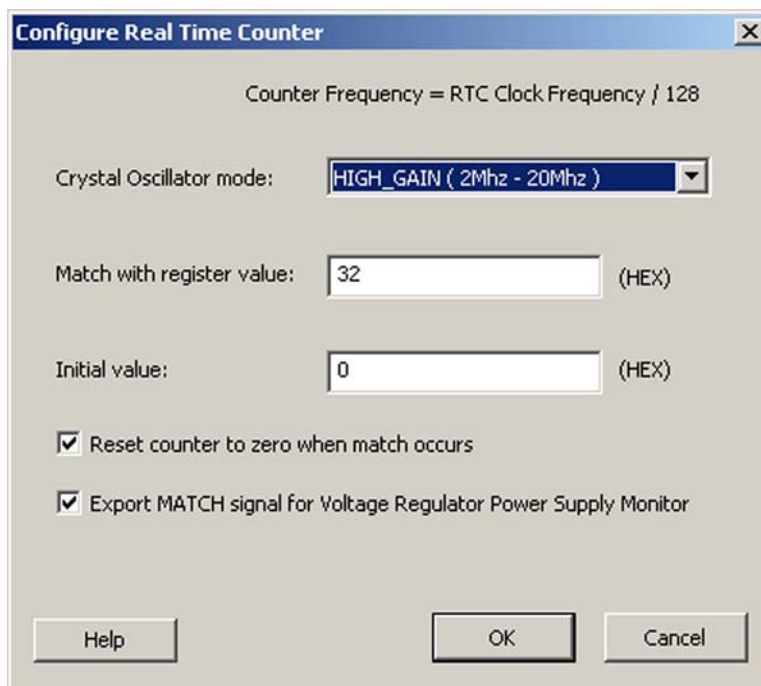 Configure Real Time Counter
Counter Frequency = RTC Clock Frequency / 128
Crystal Oscillator mode: HIGH_GAIN ( 2Mhz - 20Mhz )
Match with register value: 32 (HEX)
Initial value: 0 (HEX)
Reset counter to zero when match occurs
Export MATCH signal for Voltage Regulator Power Supply Monitor
Help OK Cancel